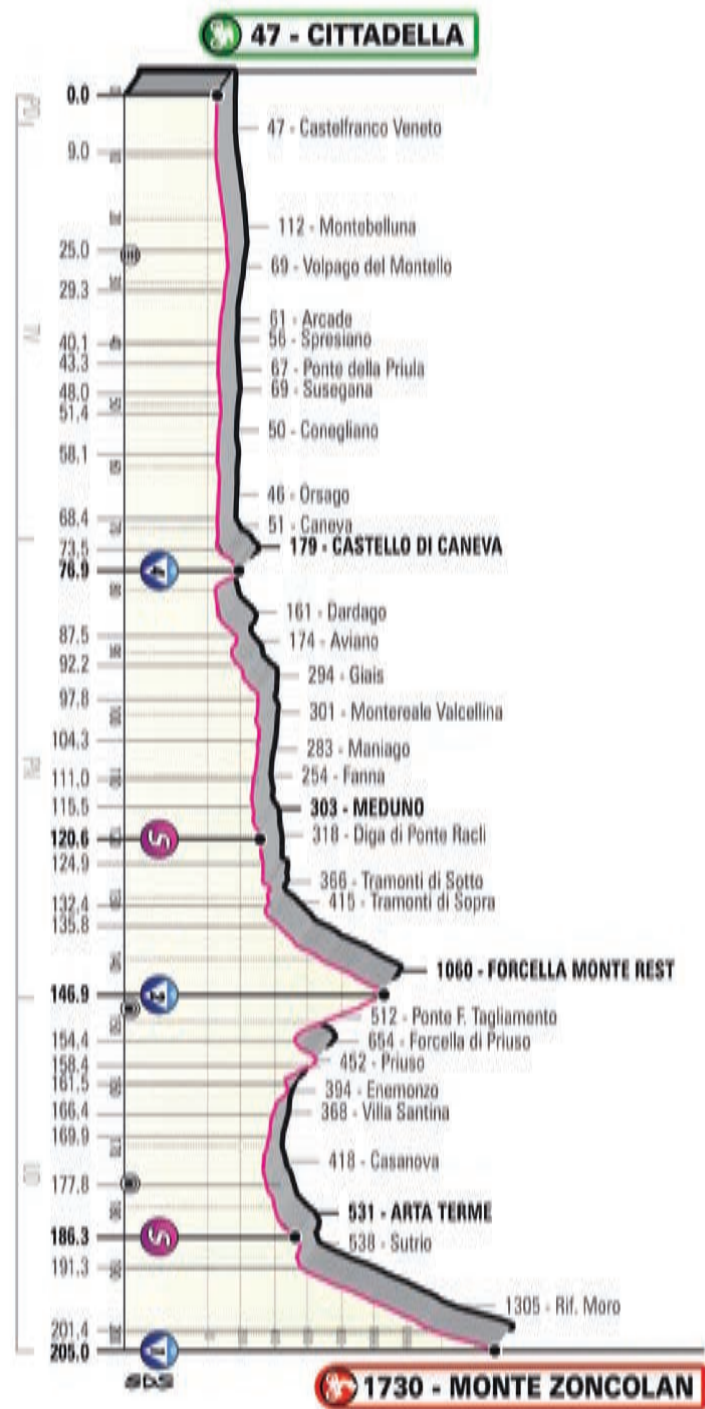 47 - CITTADELLA
0.0
47 - Castelfranco Veneto
9.0
112 - Montebelluna
25.0
69 - Volpago del Montello
29.3
61 - Arcade
40.1
56 - Spresiano
43.3
67 - Ponte della Priula
48.0
69 - Susegana
51.4
50 - Conegliano
58.1
46 - Orsago
68.4
51 - Caneva
73.5
179 - CASTELLO DI CANEVA
76.9
4
161 - Dardago
87.5
174 - Aviano
92.2
294 - Giais
97.8
301 - Montereale Valcellina
104.3
283 - Maniago
111.0
254 - Fanna
115.5
303 - MEDUNO
120.6
S
318 - Diga di Ponte Racli
124.9
366 - Tramonti di Sotto
132.4
415 - Tramonti di Sopra
135.8
1060 - FORCELLA MONTE REST
146.9
2
512 - Ponte F. Tagliamento
154.4
654 - Forcella di Priuso
158.4
452 - Priuso
161.5
394 - Enemonzo
166.4
368 - Villa Santina
169.9
418 - Casanova
177.8
531 - ARTA TERME
186.3
S
538 - Sutrio
191.3
1305 - Rif. Moro
201.4
205.0
1
1730 - MONTE ZONCOLAN
TV
PN
UD